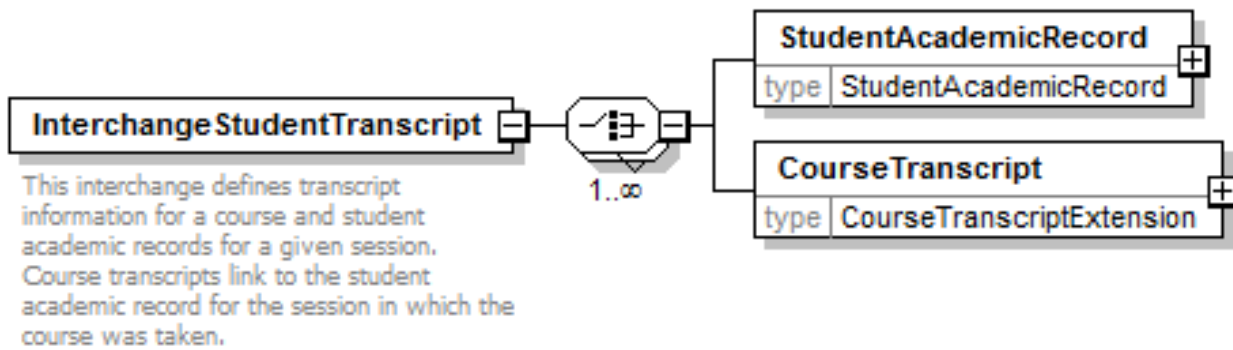 StudentAcademicRecord
type StudentAcademicRecord
InterchangeStudentTranscript
This interchange defines transcript
information for a course and student
academic records for a given session.
Course transcripts link to the student
academic record for the session in which the
course was taken.
1..∞
CourseTranscript
type CourseTranscriptExtension